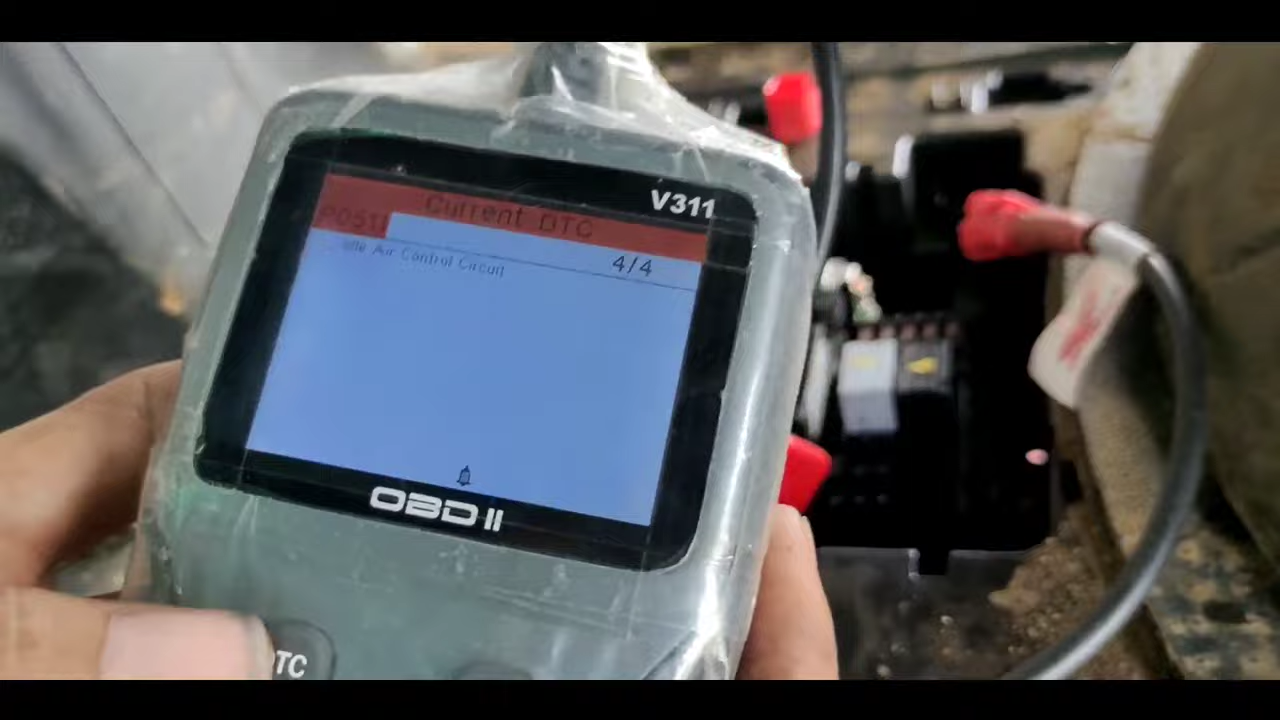 V311
Current DTC
P0511
4/4
Idle Air Control Circuit
OBD II
TC